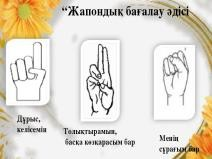 “Жапондық бағалау әдісі
Дұрыс,
келісемін
Толықтырамын,
басқа көзқарасым бар
Менің
сұрағым бар